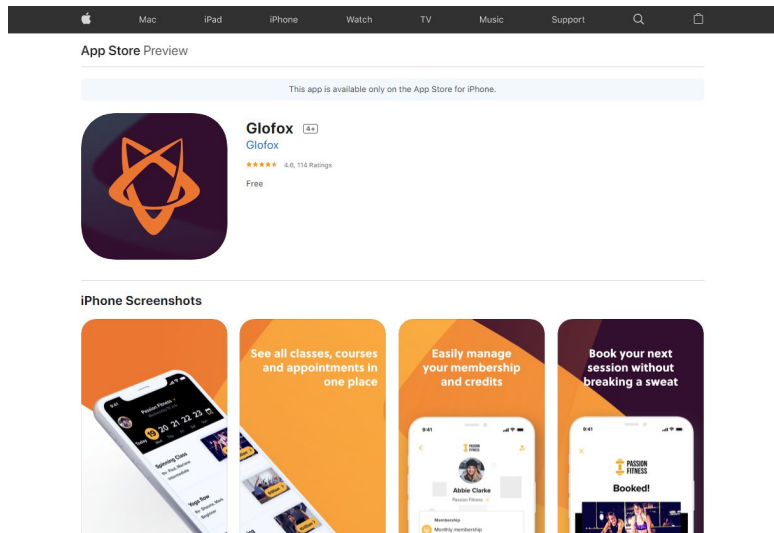 Mac iPad iPhone Watch TV Music Support
App Store Preview
This app is available only on the App Store for iPhone.
Glofox 4+
Glofox
4.6, 114 Ratings
Free
iPhone Screenshots
9:41
Passion Fitness
Today 19 20 21 22 23
Spinning Class
Intermediate
Yoga flow
Beginner
See all classes, courses
and appointments in
one place
Easily manage
your membership
and credits
9:41
PASSION
FITNESS
Abbie Clarke
Passion Fitness
Membership
Monthly membership
Book your next
session without
breaking a sweat
9:41
PASSION
FITNESS
Booked!